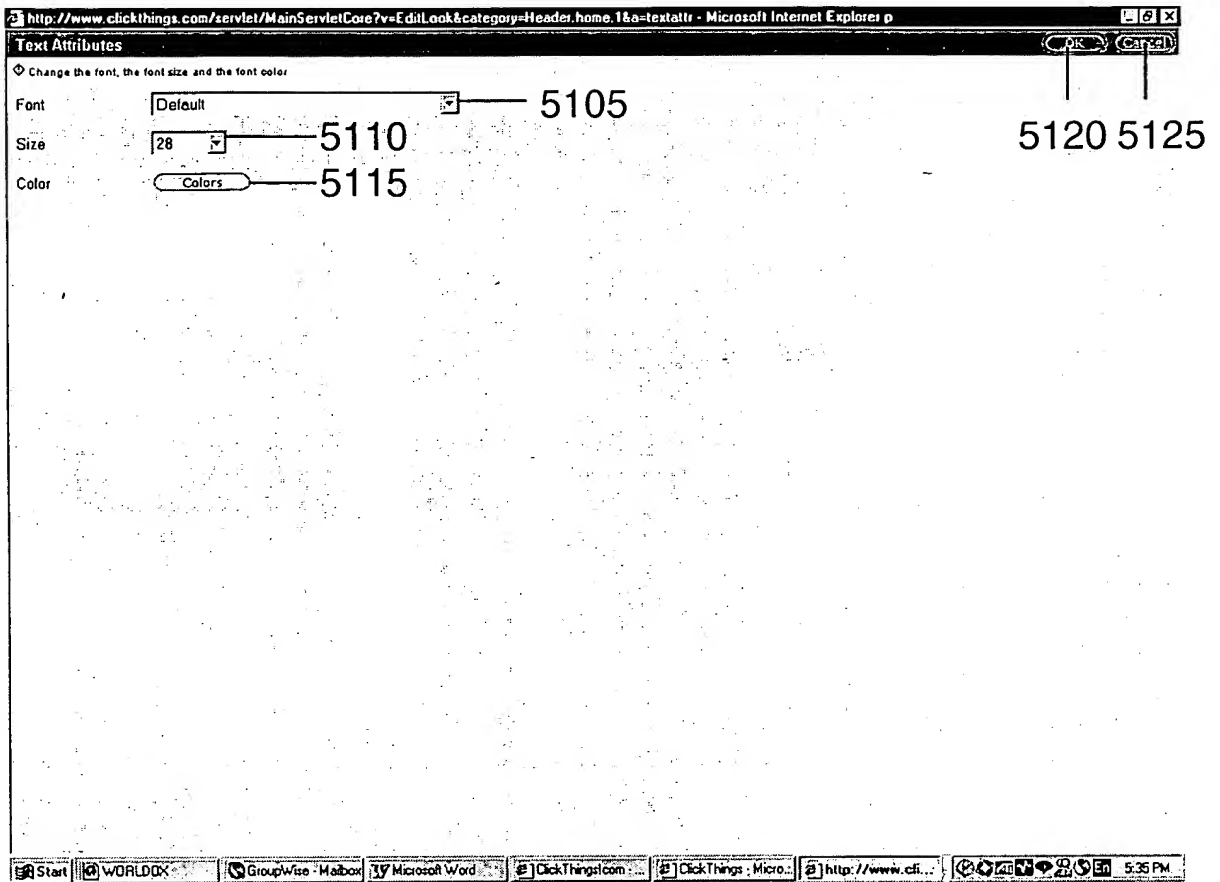 http://www.clickthings.com/servlet/MainServletCore?v=EditLook&category=Header.home.1&a=textattr - Microsoft Internet Explorer p
Text Attributes OK Cancel
Change the font, the font size and the font color
Font Default 5105
Size 28 5110 5120 5125
Color Colors 5115
Start WORLDOX GroupWise - Mailbox Microsoft Word ClickThings!com - ... ClickThings - Micro... http://www.cli... En 5:35 PM